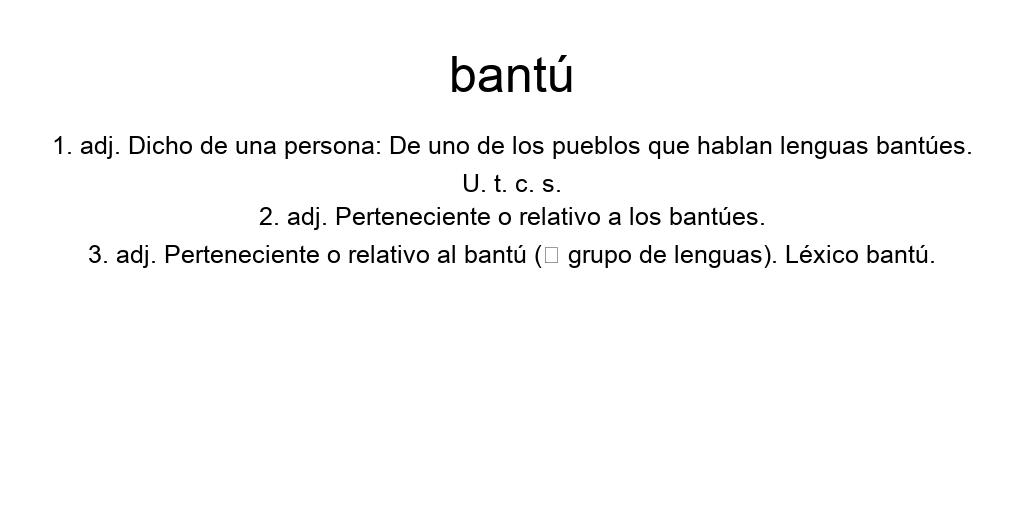 bantú
1. adj. Dicho de una persona: De uno de los pueblos que hablan lenguas bantúes.
U. t. c. s.
2. adj. Perteneciente o relativo a los bantúes.
3. adj. Perteneciente o relativo al bantú (□ grupo de lenguas). Léxico bantú.